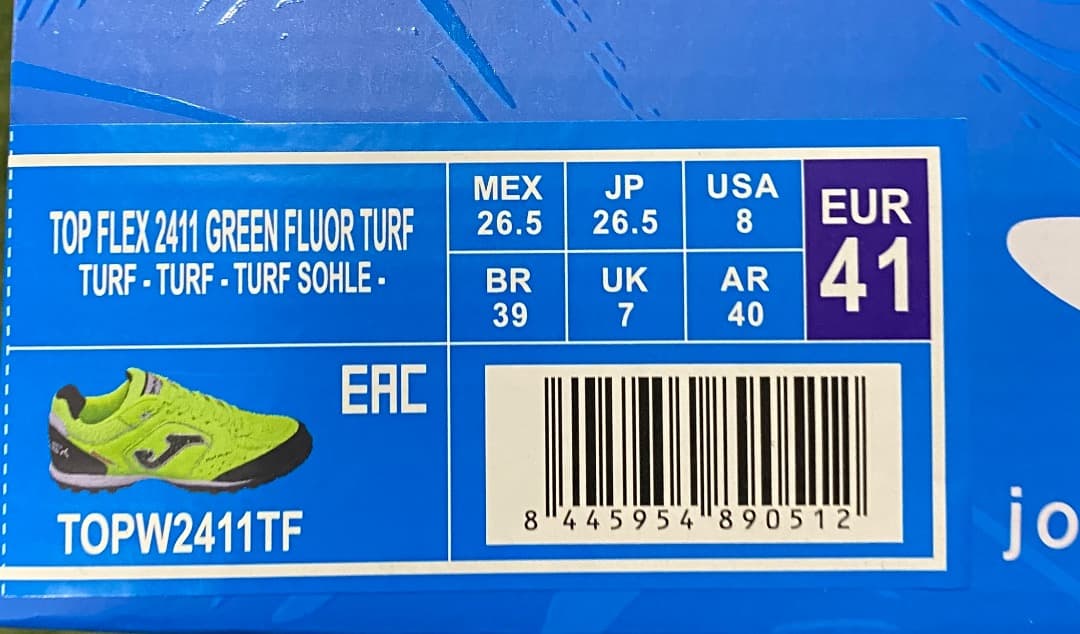 TOP FLEX 2411 GREEN FLUOR TURF
TURF - TURF - TURF SOHLE -
MEX
26.5
JP
26.5
USA
8
EUR
41
BR
39
UK
7
AR
40
EAC
TOPW2411TF
8 445954 890512
jo